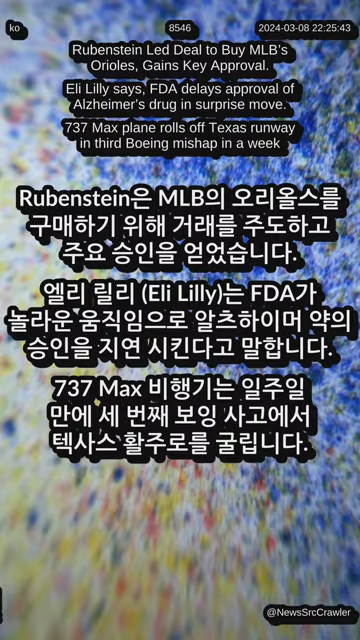 ko 8546 2024-03-08 22:25:43
Rubenstein Led Deal to Buy MLB's
Orioles, Gains Key Approval.
Eli Lilly says, FDA delays approval of
Alzheimer's drug in surprise move.
737 Max plane rolls off Texas runway
in third Boeing mishap in a week
Rubenstein은 MLB의 오리올스를
구매하기 위해 거래를 주도하고
주요 승인을 얻었습니다.
엘리 릴리 (Eli Lilly)는 FDA가
놀라운 움직임으로 알츠하이머 약의
승인을 지연 시킨다고 말합니다.
737 Max 비행기는 일주일
만에 세 번째 보잉 사고에서
텍사스 활주로를 굴립니다.
@NewsSrcCrawler